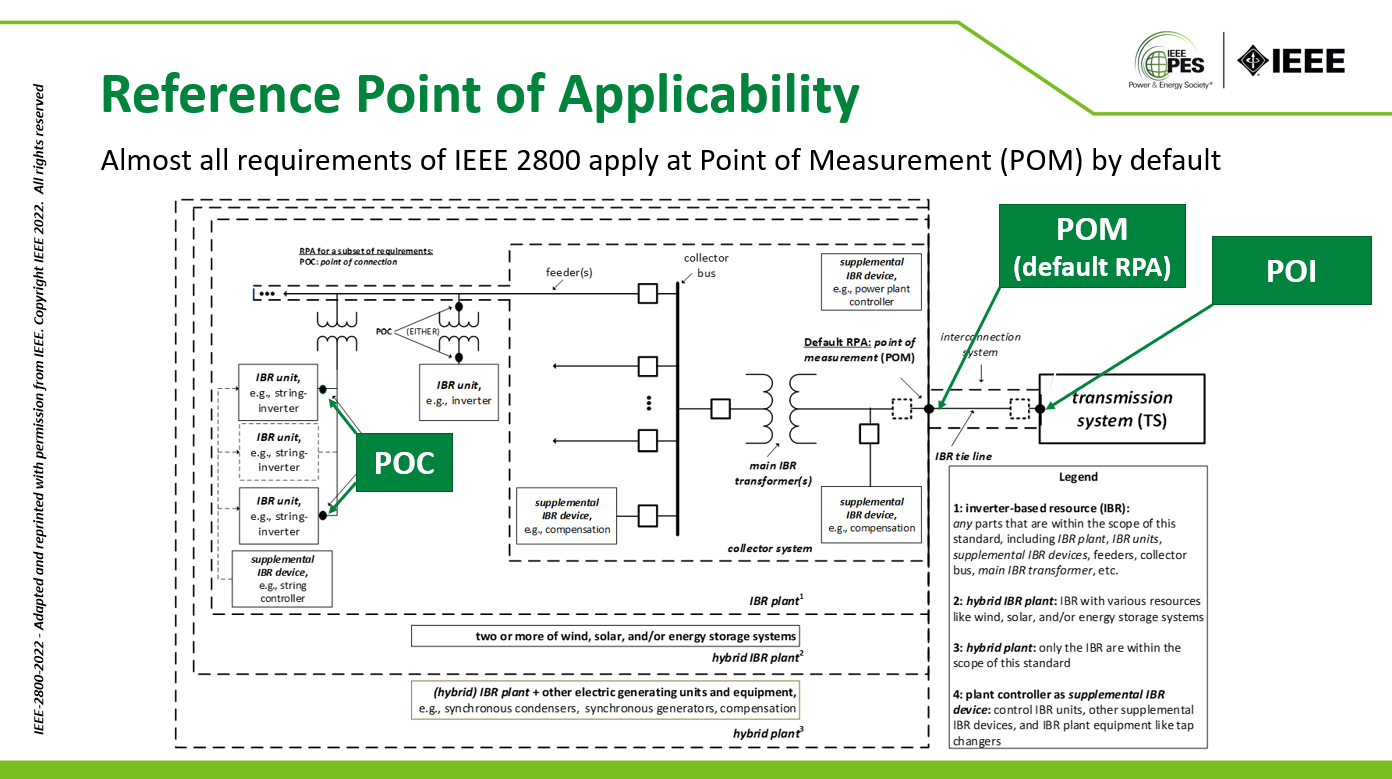 IEEE
PES
Power & Energy Society®
IEEE
Reference Point of Applicability
Almost all requirements of IEEE 2800 apply at Point of Measurement (POM) by default
IEEE-2800-2022 - Adapted and reprinted with permission from IEEE. Copyright IEEE 2022. All rights reserved
POM
(default RPA)
POI
RPA for a subset of requirements:
POC: point of connection
feeder(s)
collector
bus
supplemental
IBR device,
e.g., power plant
controller
POC
(EITHER)
Default RPA: point of
measurement (POM)
interconnection
system
IBR unit,
e.g., string-
inverter
IBR unit,
e.g., inverter
IBR unit,
e.g., string-
inverter
IBR unit,
e.g., string-
inverter
POC
transmission
system (TS)
IBR tie line
main IBR
transformer(s)
supplemental
IBR device,
e.g., compensation
supplemental
IBR device,
e.g., compensation
collector system
supplemental
IBR device,
e.g., string
controller
IBR plant1
two or more of wind, solar, and/or energy storage systems
hybrid IBR plant2
(hybrid) IBR plant + other electric generating units and equipment,
e.g., synchronous condensers, synchronous generators, compensation
hybrid plant3
Legend
1: inverter-based resource (IBR):
any parts that are within the scope of this
standard, including IBR plant, IBR units,
supplemental IBR devices, feeders, collector
bus, main IBR transformer, etc.
2: hybrid IBR plant: IBR with various resources
like wind, solar, and/or energy storage systems
3: hybrid plant: only the IBR are within the
scope of this standard
4: plant controller as supplemental IBR
device: control IBR units, other supplemental
IBR devices, and IBR plant equipment like tap
changers